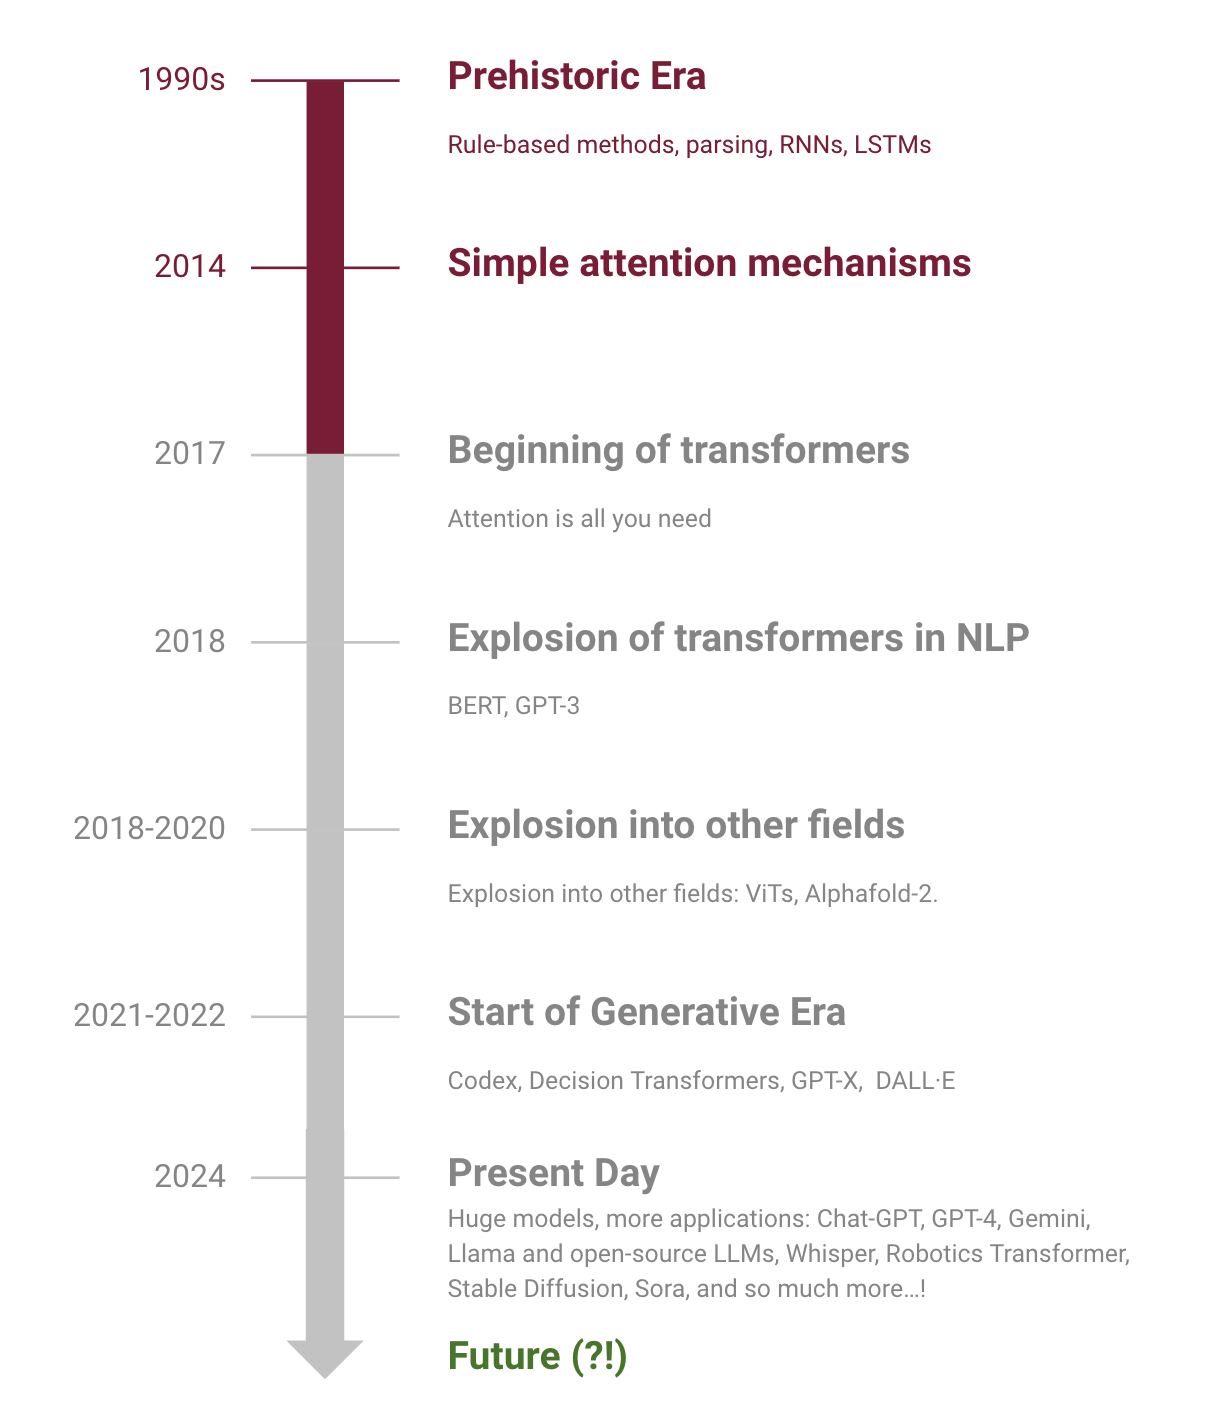 1990s
Prehistoric Era
Rule-based methods, parsing, RNNs, LSTMs
2014
Simple attention mechanisms
2017
Beginning of transformers
Attention is all you need
2018
Explosion of transformers in NLP
BERT, GPT-3
2018-2020
Explosion into other fields
Explosion into other fields: ViTs, Alphafold-2.
2021-2022
Start of Generative Era
Codex, Decision Transformers, GPT-X,  DALL·E
2024
Present Day
Huge models, more applications: Chat-GPT, GPT-4, Gemini,
Llama and open-source LLMs, Whisper, Robotics Transformer,
Stable Diffusion, Sora, and so much more…!
Future (?!)